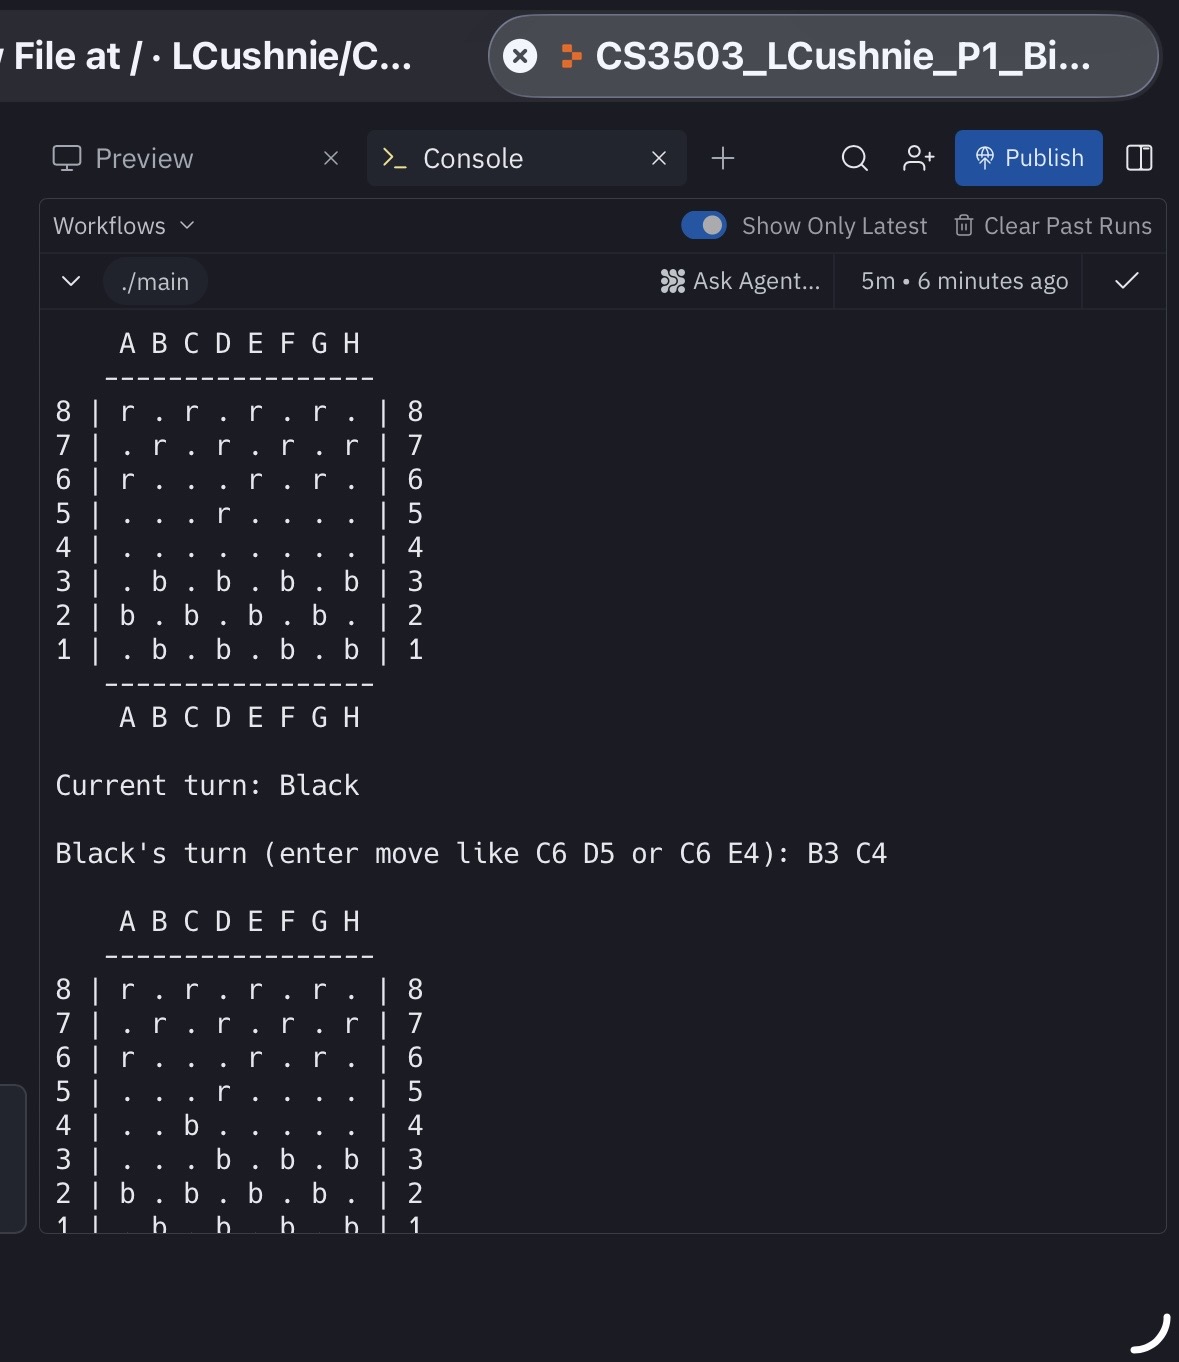 File at / · LCushnie/C...
CS3503_LCushnie_P1_Bi...
Preview
Console
Publish
Workflows
Show Only Latest
Clear Past Runs
./main
Ask Agent...
5m • 6 minutes ago
    A B C D E F G H
   -----------------
8 | r . r . r . r . | 8
7 | . r . r . r . r | 7
6 | r . . . r . r . | 6
5 | . . . r . . . . | 5
4 | . . . . . . . . | 4
3 | . b . b . b . b | 3
2 | b . b . b . b . | 2
1 | . b . b . b . b | 1
   -----------------
    A B C D E F G H
Current turn: Black
Black's turn (enter move like C6 D5 or C6 E4): B3 C4
    A B C D E F G H
   -----------------
8 | r . r . r . r . | 8
7 | . r . r . r . r | 7
6 | r . . . r . r . | 6
5 | . . . r . . . . | 5
4 | . . b . . . . . | 4
3 | . . . b . b . b | 3
2 | b . b . b . b . | 2
1 | . b . b . b . b | 1